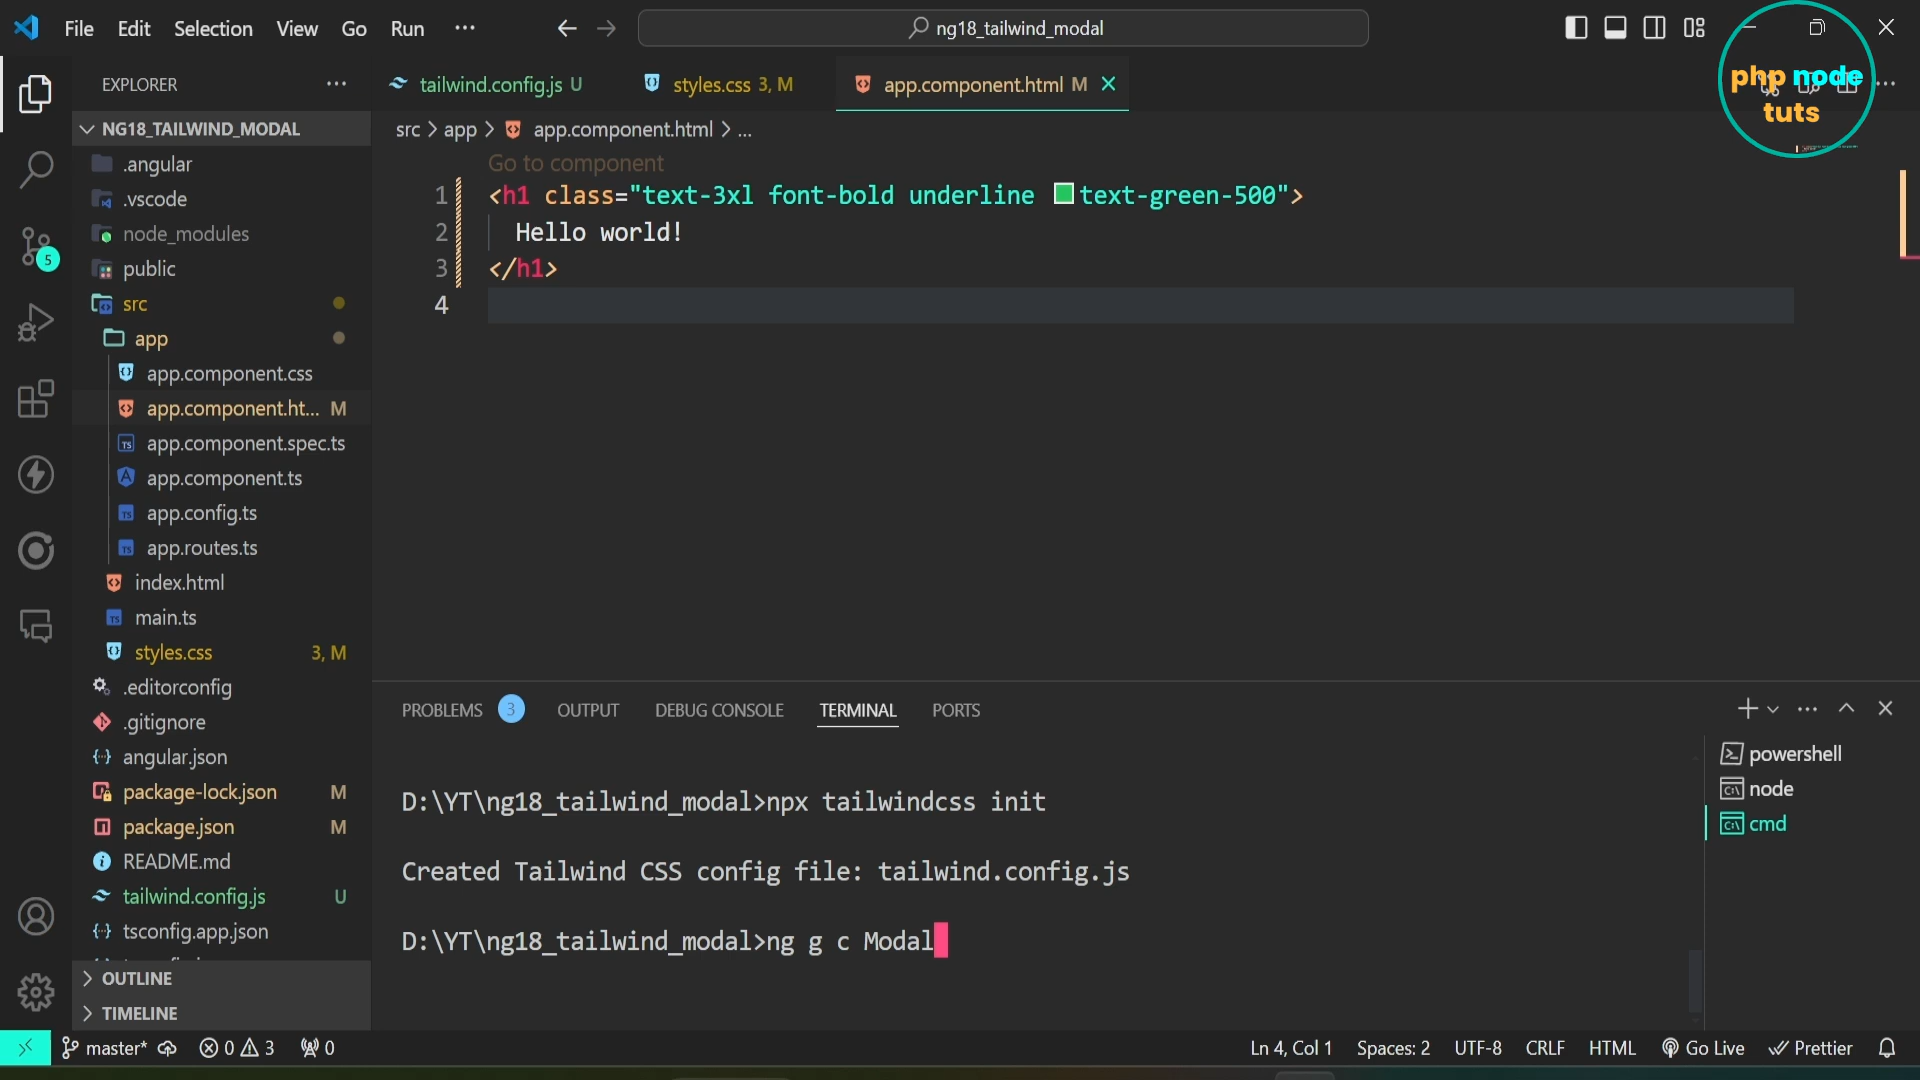 File Edit Selection View Go Run ...
ng18_tailwind_modal
php node
tuts
EXPLORER
NG18_TAILWIND_MODAL
.angular
.vscode
node_modules
public
src
app
app.component.css
app.component.ht... M
app.component.spec.ts
app.component.ts
app.config.ts
app.routes.ts
index.html
main.ts
styles.css 3, M
.editorconfig
.gitignore
angular.json
package-lock.json M
package.json M
README.md
tailwind.config.js U
tsconfig.app.json
OUTLINE
TIMELINE
tailwind.config.js U styles.css 3, M app.component.html M
src > app > app.component.html > ...
Go to component
1 <h1 class="text-3xl font-bold underline text-green-500">
2 Hello world!
3 </h1>
4
PROBLEMS 3 OUTPUT DEBUG CONSOLE TERMINAL PORTS
D:\YT\ng18_tailwind_modal>npx tailwindcss init
Created Tailwind CSS config file: tailwind.config.js
D:\YT\ng18_tailwind_modal>ng g c Modal
powershell
node
cmd
5
master* 0 3 0 Ln 4, Col 1 Spaces: 2 UTF-8 CRLF HTML Go Live Prettier